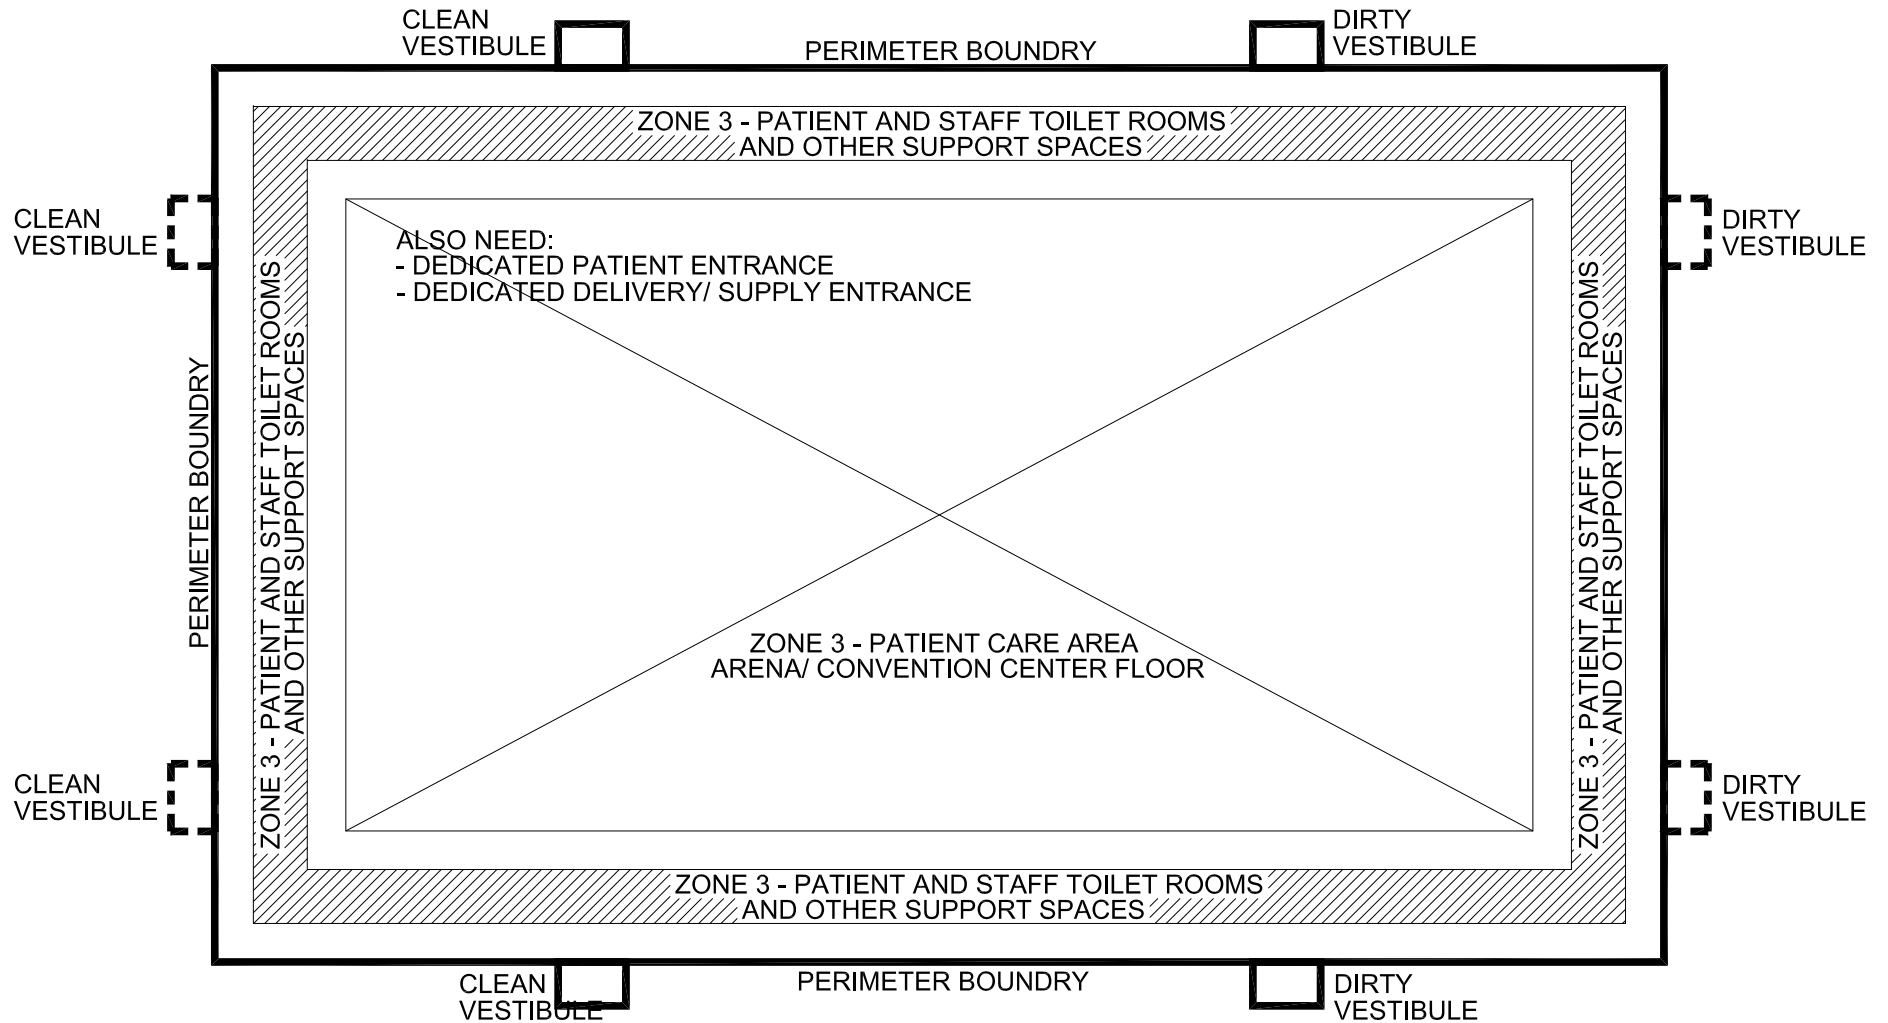 CLEAN
VESTIBULE
PERIMETER BOUNDRY
DIRTY
VESTIBULE
ZONE 3 - PATIENT AND STAFF TOILET ROOMS
AND OTHER SUPPORT SPACES
CLEAN
VESTIBULE
DIRTY
VESTIBULE
ALSO NEED:
- DEDICATED PATIENT ENTRANCE
- DEDICATED DELIVERY/ SUPPLY ENTRANCE
PERIMETER BOUNDRY
ZONE 3 - PATIENT AND STAFF TOILET ROOMS
AND OTHER SUPPORT SPACES
ZONE 3 - PATIENT AND STAFF TOILET ROOMS
AND OTHER SUPPORT SPACES
ZONE 3 - PATIENT CARE AREA
ARENA/ CONVENTION CENTER FLOOR
CLEAN
VESTIBULE
DIRTY
VESTIBULE
ZONE 3 - PATIENT AND STAFF TOILET ROOMS
AND OTHER SUPPORT SPACES
CLEAN
VESTIBULE
PERIMETER BOUNDRY
DIRTY
VESTIBULE